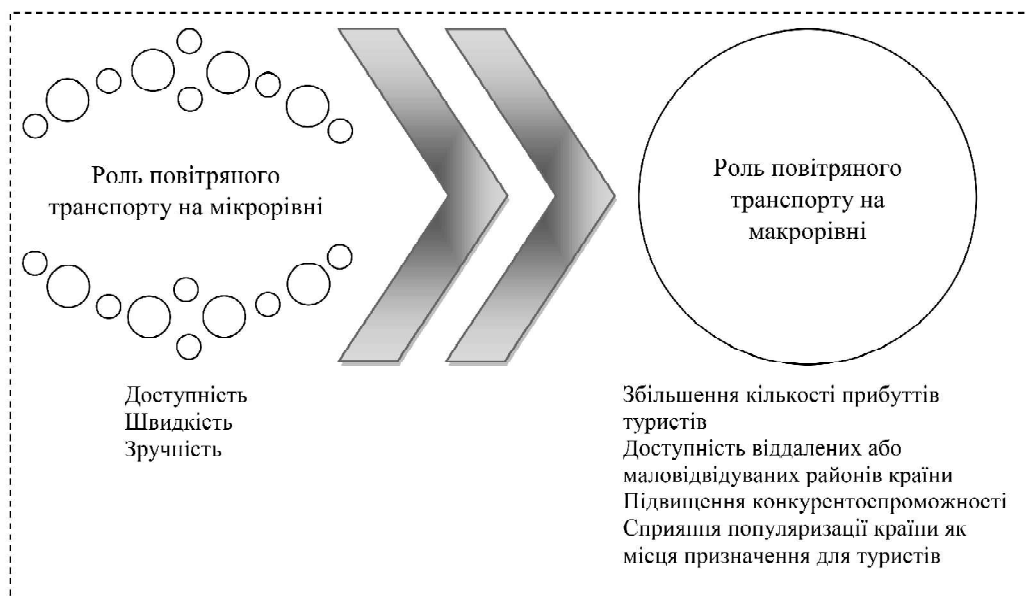 Роль повітряного
транспорту на мікрорівні
Доступність
Швидкість
Зручність
Роль повітряного
транспорту на
макрорівні
Збільшення кількості прибуттів
туристів
Доступність віддалених або
маловідвідуваних районів країни
Підвищення конкурентоспроможності
Сприяння популяризації країни як
місця призначення для туристів